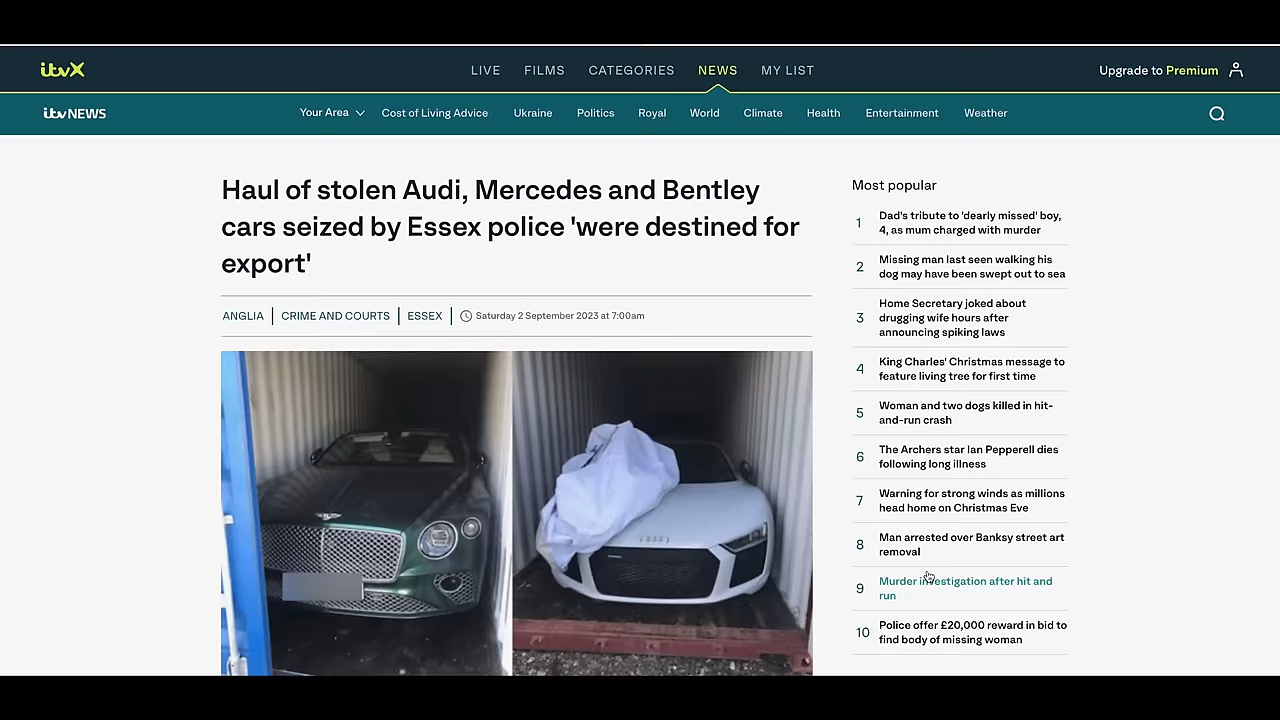 itvX
LIVE
FILMS
CATEGORIES
NEWS
MY LIST
Upgrade to Premium
itv NEWS
Your Area
Cost of Living Advice
Ukraine
Politics
Royal
World
Climate
Health
Entertainment
Weather
Haul of stolen Audi, Mercedes and Bentley
cars seized by Essex police 'were destined for
export'
ANGLIA
CRIME AND COURTS
ESSEX
Saturday 2 September 2023 at 7:00am
Most popular
1
Dad's tribute to 'dearly missed' boy,
4, as mum charged with murder
2
Missing man last seen walking his
dog may have been swept out to sea
3
Home Secretary joked about
drugging wife hours after
announcing spiking laws
4
King Charles' Christmas message to
feature living tree for first time
5
Woman and two dogs killed in hit-
and-run crash
6
The Archers star Ian Pepperell dies
following long illness
7
Warning for strong winds as millions
head home on Christmas Eve
8
Man arrested over Banksy street art
removal
9
Murder investigation after hit and
run
10
Police offer £20,000 reward in bid to
find body of missing woman